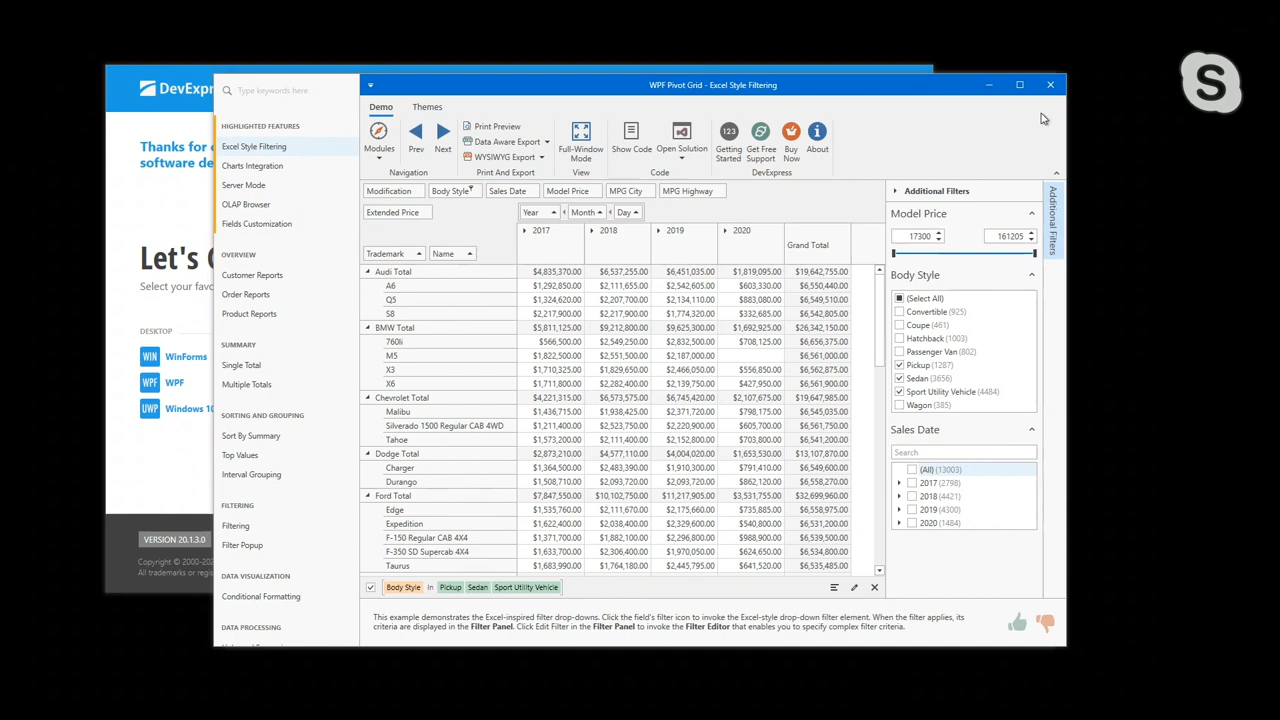 DevExpr
Thanks for
software de
Let's
Select your favo
DESKTOP
WIN WinForms
WPF WPF
UWP Windows 10
VERSION 20.1.3.0
Copyright © 2000-20
All trademarks or regis
Type keywords here
HIGHLIGHTED FEATURES
Excel Style Filtering
Charts Integration
Server Mode
OLAP Browser
Fields Customization
OVERVIEW
Customer Reports
Order Reports
Product Reports
SUMMARY
Single Total
Multiple Totals
SORTING AND GROUPING
Sort By Summary
Top Values
Interval Grouping
FILTERING
Filtering
Filter Popup
DATA VISUALIZATION
Conditional Formatting
DATA PROCESSING
WPF Pivot Grid - Excel Style Filtering
Demo Themes
Modules Prev Next
Navigation
Print Preview
Data Aware Export
WYSIWYG Export
Print And Export
Full-Window Mode
View
Show Code Open Solution
Code
123 Getting Started Get Free Support Buy Now About
DevExpress
Modification Body Style Sales Date Model Price MPG City MPG Highway
Extended Price Year Month Day
2017 2018 2019 2020 Grand Total
Trademark Name
Audi Total $4,835,370.00 $6,537,255.00 $6,451,035.00 $1,819,095.00 $19,642,755.00
A6 $1,292,850.00 $2,111,655.00 $2,542,605.00 $603,330.00 $6,550,440.00
Q5 $1,324,620.00 $2,207,700.00 $2,134,110.00 $883,080.00 $6,549,510.00
S8 $2,217,900.00 $2,217,900.00 $1,774,320.00 $332,685.00 $6,542,805.00
BMW Total $5,811,125.00 $9,212,800.00 $9,625,300.00 $1,692,925.00 $26,342,150.00
760li $566,500.00 $2,549,250.00 $2,832,500.00 $708,125.00 $6,656,375.00
M5 $1,822,500.00 $2,551,500.00 $2,187,000.00 $6,561,000.00
X3 $1,710,325.00 $1,829,650.00 $2,466,050.00 $556,850.00 $6,562,875.00
X6 $1,711,800.00 $2,282,400.00 $2,139,750.00 $427,950.00 $6,561,900.00
Chevrolet Total $4,221,315.00 $6,573,575.00 $6,745,420.00 $2,107,675.00 $19,647,985.00
Malibu $1,436,715.00 $1,938,425.00 $2,371,720.00 $798,175.00 $6,545,035.00
Silverado 1500 Regular CAB 4WD $1,211,400.00 $2,523,750.00 $2,220,900.00 $605,700.00 $6,561,750.00
Tahoe $1,573,200.00 $2,111,400.00 $2,152,800.00 $703,800.00 $6,541,200.00
Dodge Total $2,873,210.00 $4,577,110.00 $4,004,020.00 $1,653,530.00 $13,107,870.00
Charger $1,364,500.00 $2,483,390.00 $1,910,300.00 $791,410.00 $6,549,600.00
Durango $1,508,710.00 $2,093,720.00 $2,093,720.00 $862,120.00 $6,558,270.00
Ford Total $7,847,550.00 $10,102,750.00 $11,217,905.00 $3,531,755.00 $32,699,960.00
Edge $1,535,760.00 $2,111,670.00 $2,175,660.00 $735,885.00 $6,558,975.00
Expedition $1,622,400.00 $2,038,400.00 $2,329,600.00 $540,800.00 $6,531,200.00
F-150 Regular CAB 4X4 $1,371,700.00 $1,882,100.00 $2,296,800.00 $988,900.00 $6,539,500.00
F-350 SD Supercab 4X4 $1,633,700.00 $2,306,400.00 $1,970,050.00 $624,650.00 $6,534,800.00
Taurus $1,683,990.00 $1,764,180.00 $2,445,795.00 $641,520.00 $6,535,485.00
Body Style In Pickup Sedan Sport Utility Vehicle
This example demonstrates the Excel-inspired filter drop-downs. Click the field's filter icon to invoke the Excel-style drop-down filter element. When the filter applies, its
criteria are displayed in the Filter Panel. Click Edit Filter in the Filter Panel to invoke the Filter Editor that enables you to specify complex filter criteria.
Additional Filters
Model Price
17300 161205
Body Style
(Select All)
Convertible (925)
Coupe (461)
Hatchback (1003)
Passenger Van (802)
Pickup (1287)
Sedan (3656)
Sport Utility Vehicle (4484)
Wagon (385)
Sales Date
Search
(All) (13003)
2017 (2798)
2018 (4421)
2019 (4300)
2020 (1484)
Additional Filters
S